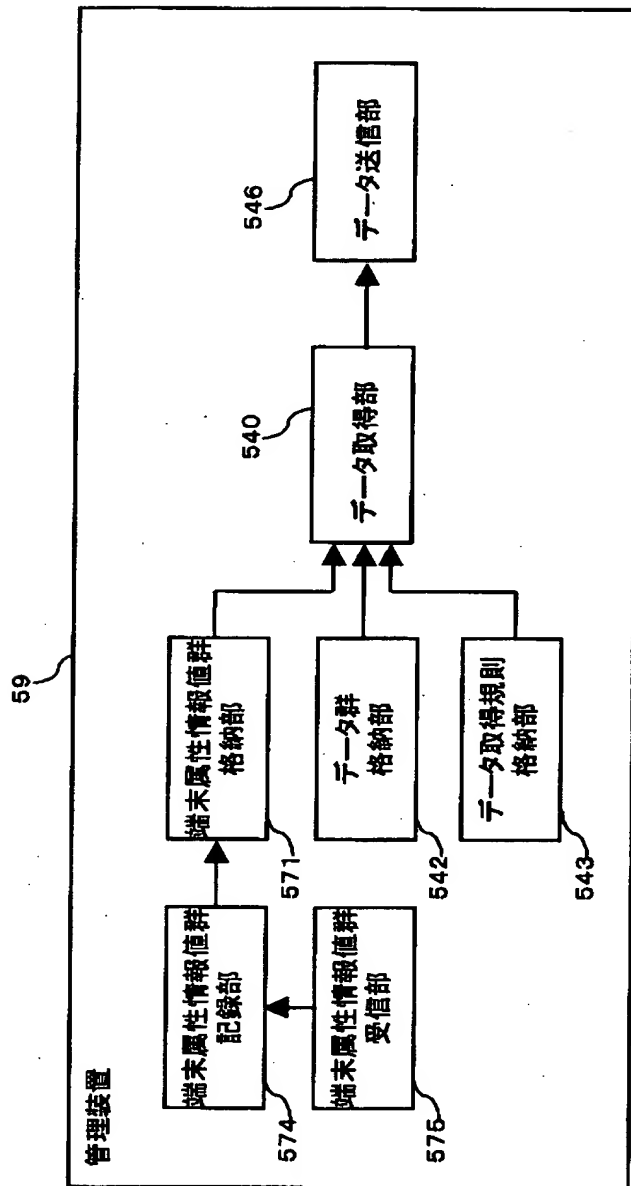 59
管理装置
端末属性情報値群
記録部
574
端末属性情報値群
受信部
575
端末属性情報値群
格納部
571
データ群
格納部
542
データ取得規則
格納部
543
データ取得部
540
データ送信部
546